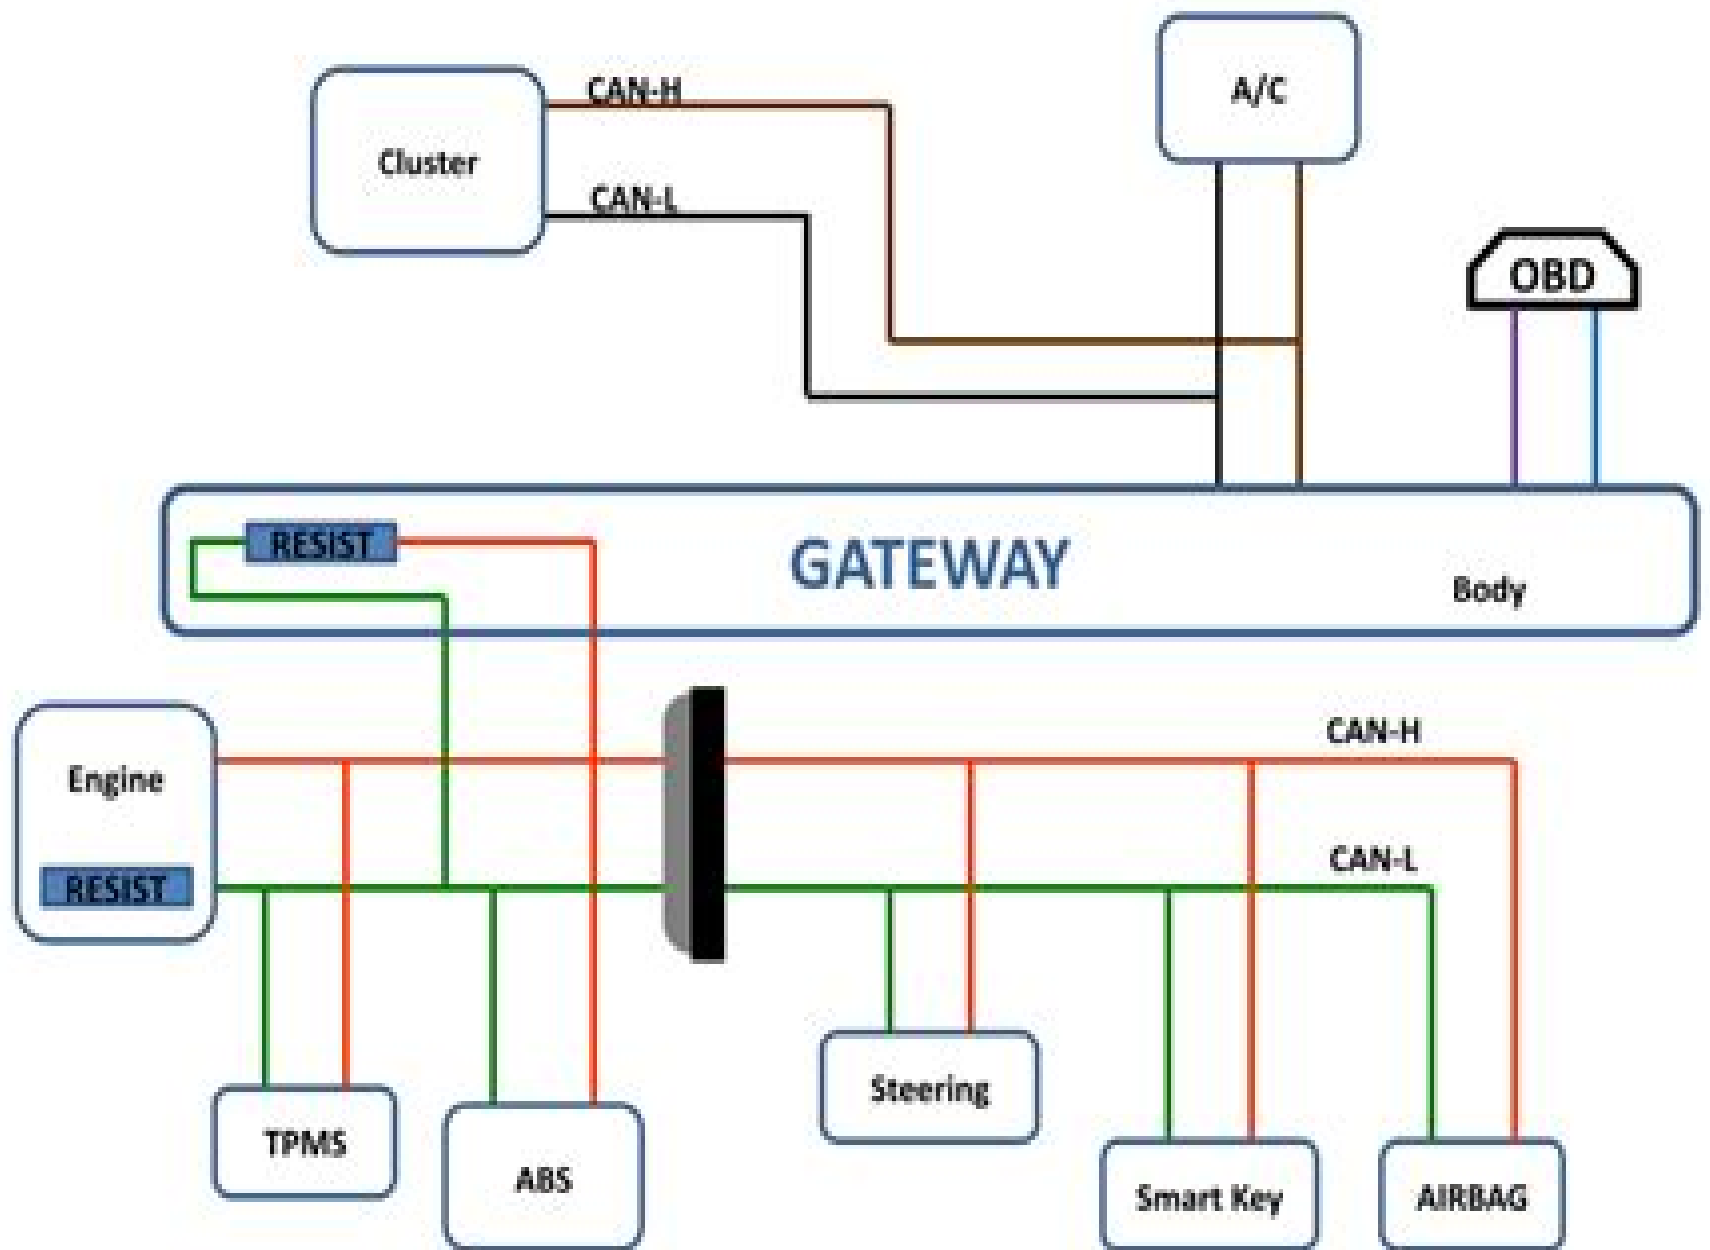 CAN-H
A/C
Cluster
CAN-L
OBD
RESIST
GATEWAY
Body
CAN-H
Engine
CAN-L
RESIST
Steering
TPMS
ABS
Smart Key
AIRBAG